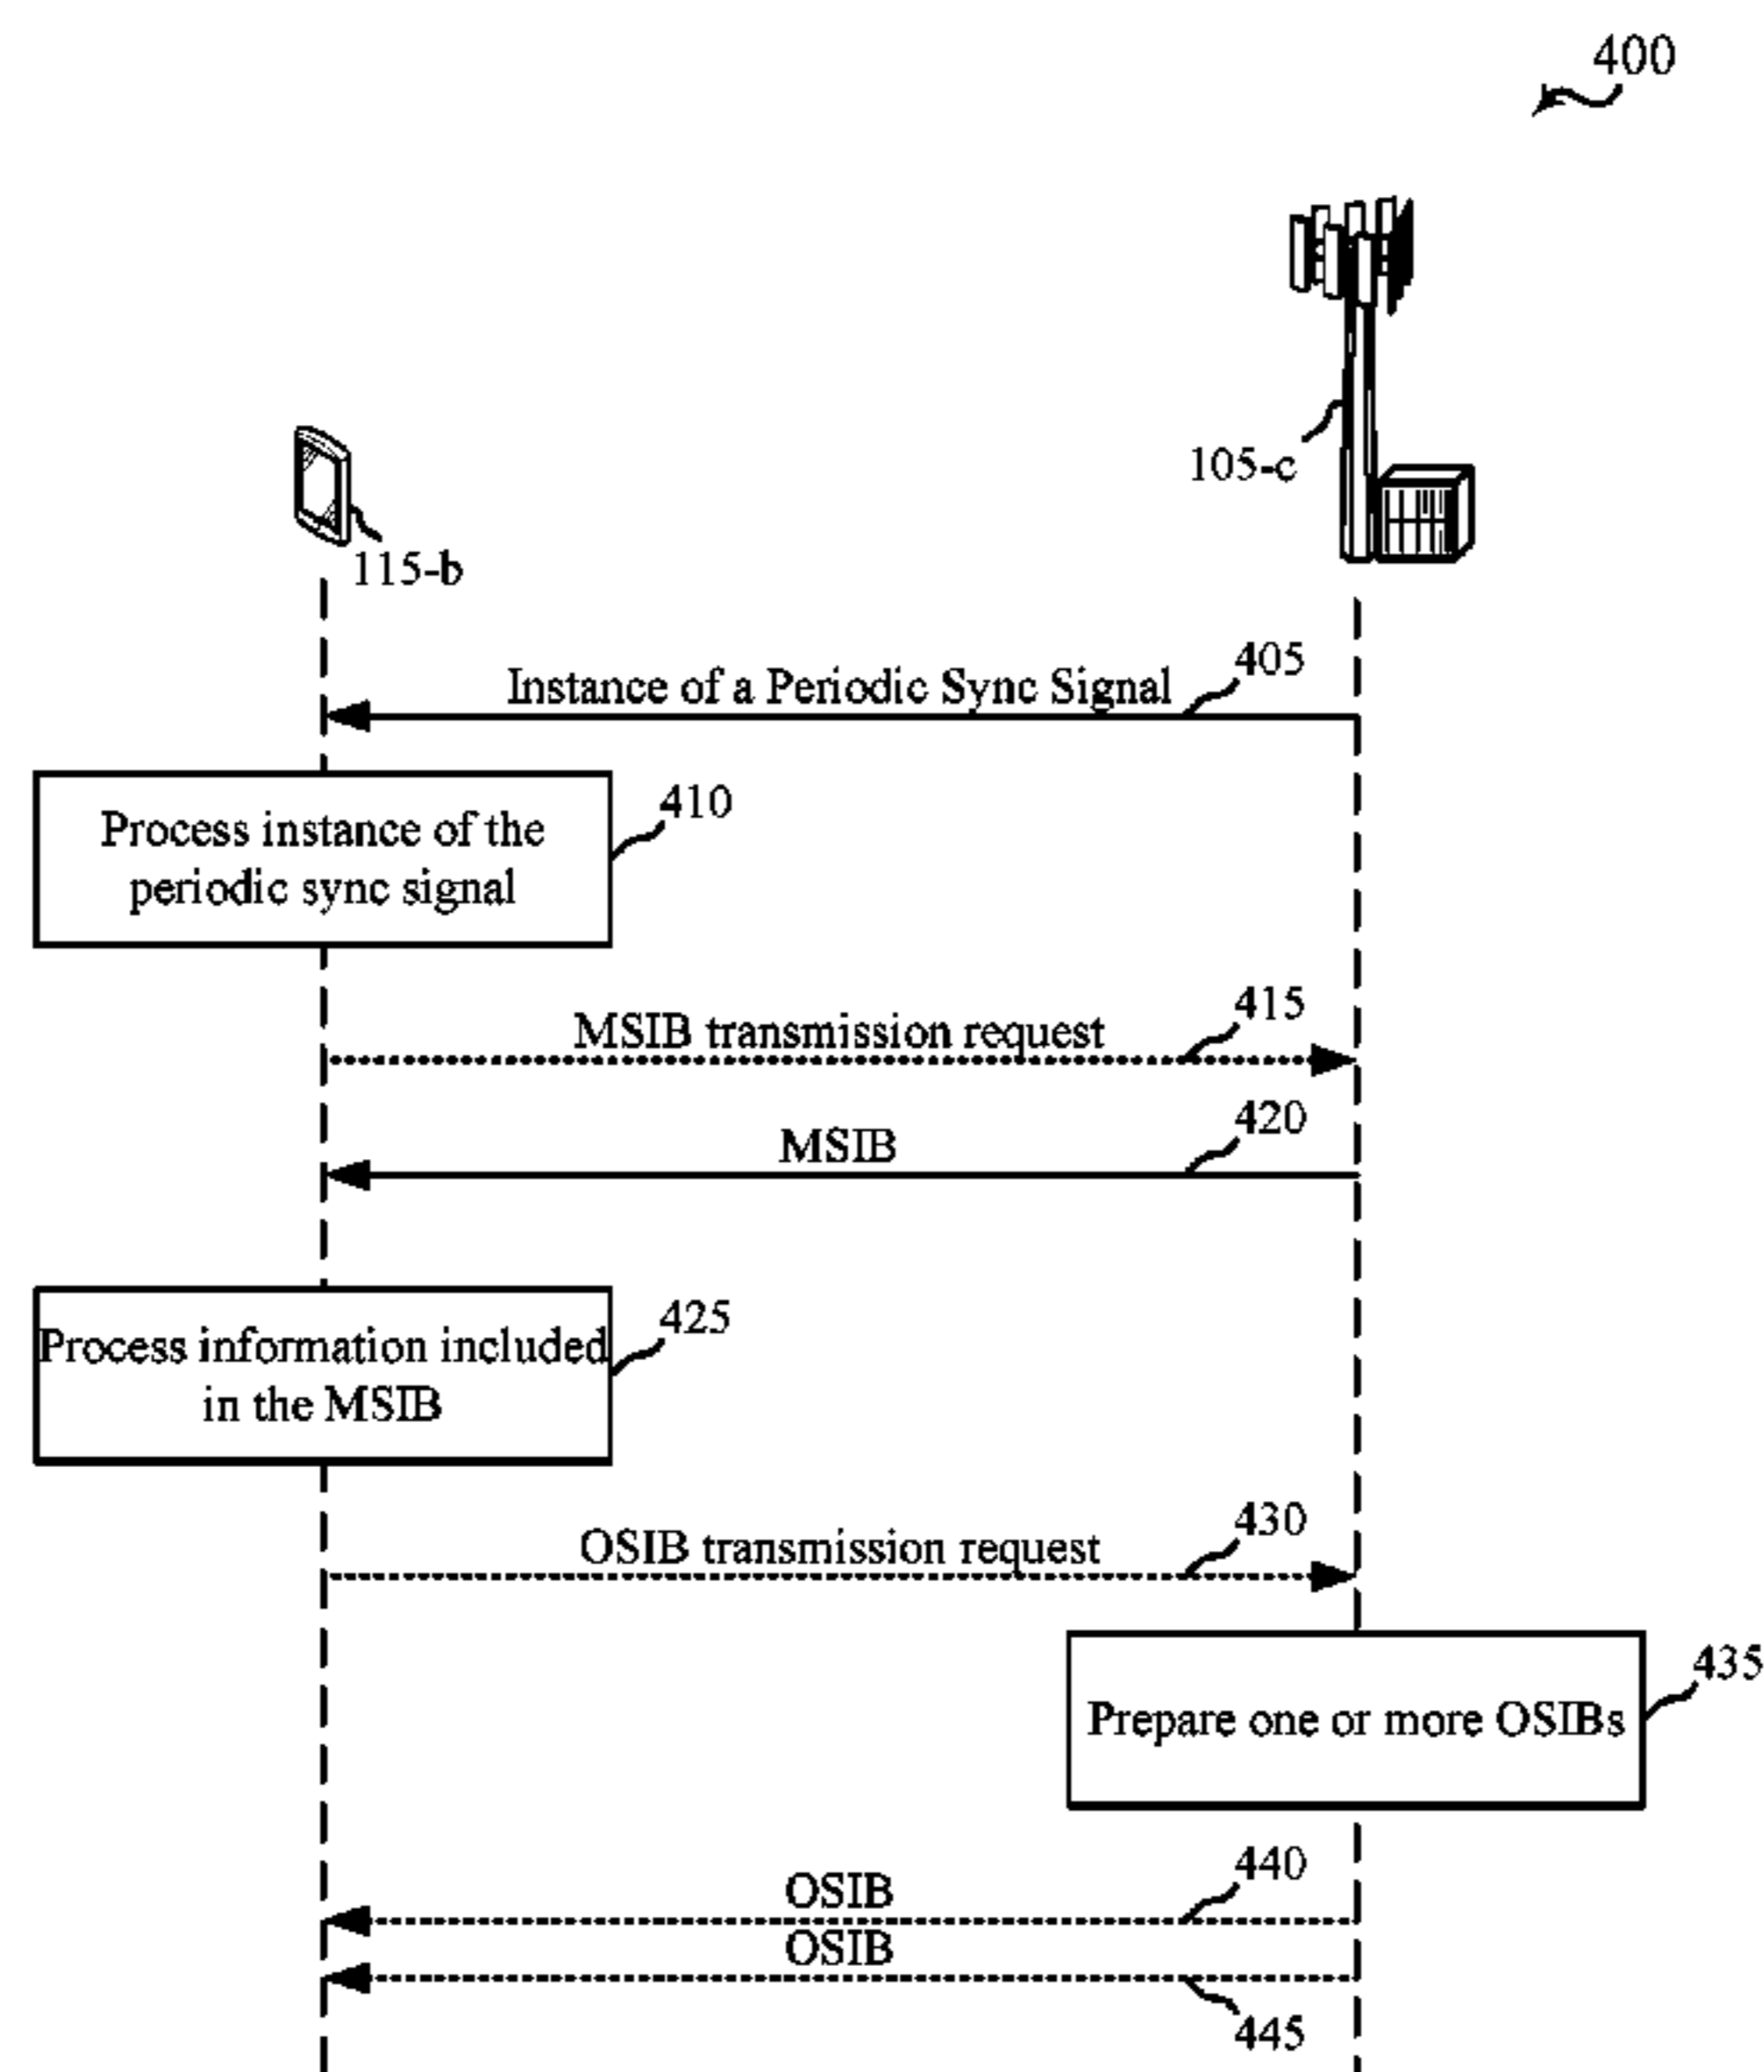 400
105-c
115-b
Instance of a Periodic Sync Signal
405
Process instance of the
periodic sync signal
410
MSIB transmission request
415
MSIB
420
Process information included
in the MSIB
425
OSIB transmission request
430
Prepare one or more OSIBs
435
OSIB
440
OSIB
445